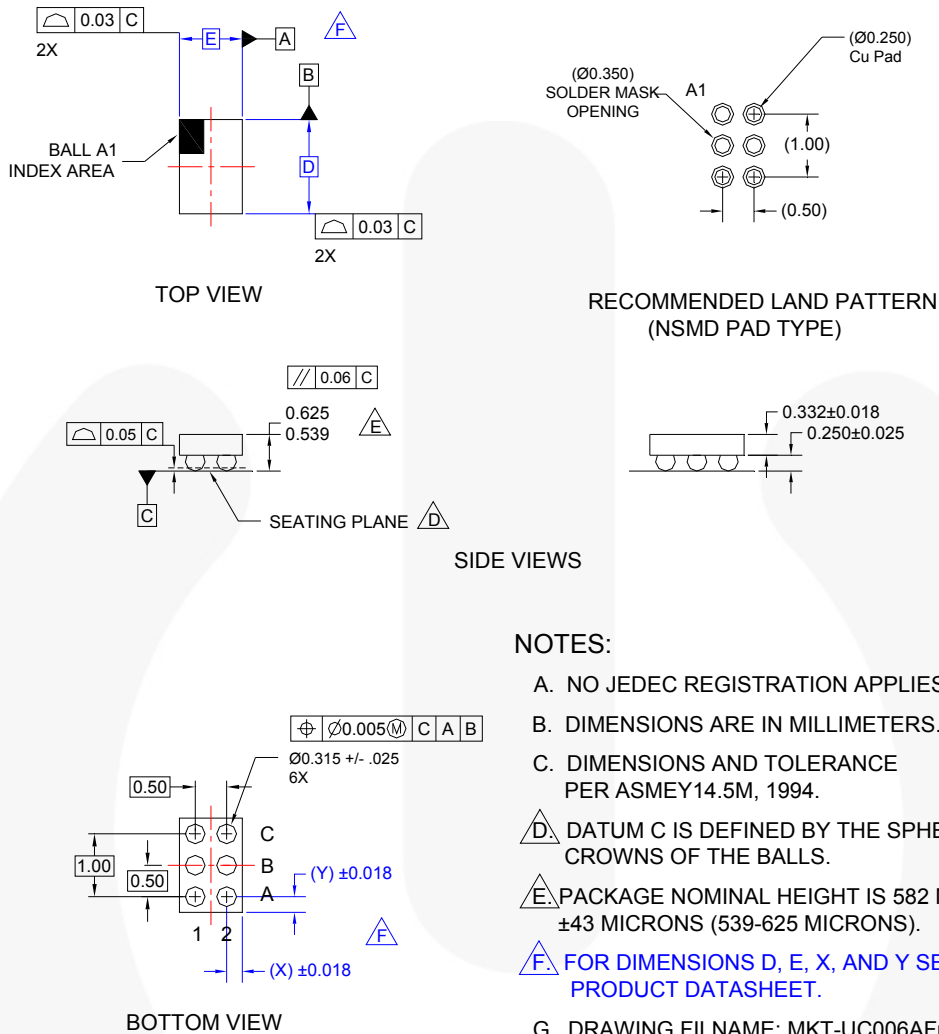 0.03 C
2X
E
A
F
B
BALL A1
INDEX AREA
D
0.03 C
2X
TOP VIEW
(Ø0.250)
Cu Pad
(Ø0.350)
SOLDER MASK
OPENING
A1
(1.00)
(0.50)
RECOMMENDED LAND PATTERN
(NSMD PAD TYPE)
// 0.06 C
0.625
0.539
E
0.05 C
C
SEATING PLANE D
0.332±0.018
0.250±0.025
SIDE VIEWS
Ø0.005Ⓜ C A B
Ø0.315 +/- .025
6X
0.50
C
1.00
0.50
B
A
(Y) ±0.018
1 2
F
(X) ±0.018
BOTTOM VIEW
NOTES:
A. NO JEDEC REGISTRATION APPLIES
B. DIMENSIONS ARE IN MILLIMETERS.
C. DIMENSIONS AND TOLERANCE
PER ASMEY14.5M, 1994.
D. DATUM C IS DEFINED BY THE SPHE
CROWNS OF THE BALLS.
E. PACKAGE NOMINAL HEIGHT IS 582
±43 MICRONS (539-625 MICRONS).
F. FOR DIMENSIONS D, E, X, AND Y SE
PRODUCT DATASHEET.
G. DRAWING FILNAME: MKT-UC006AF